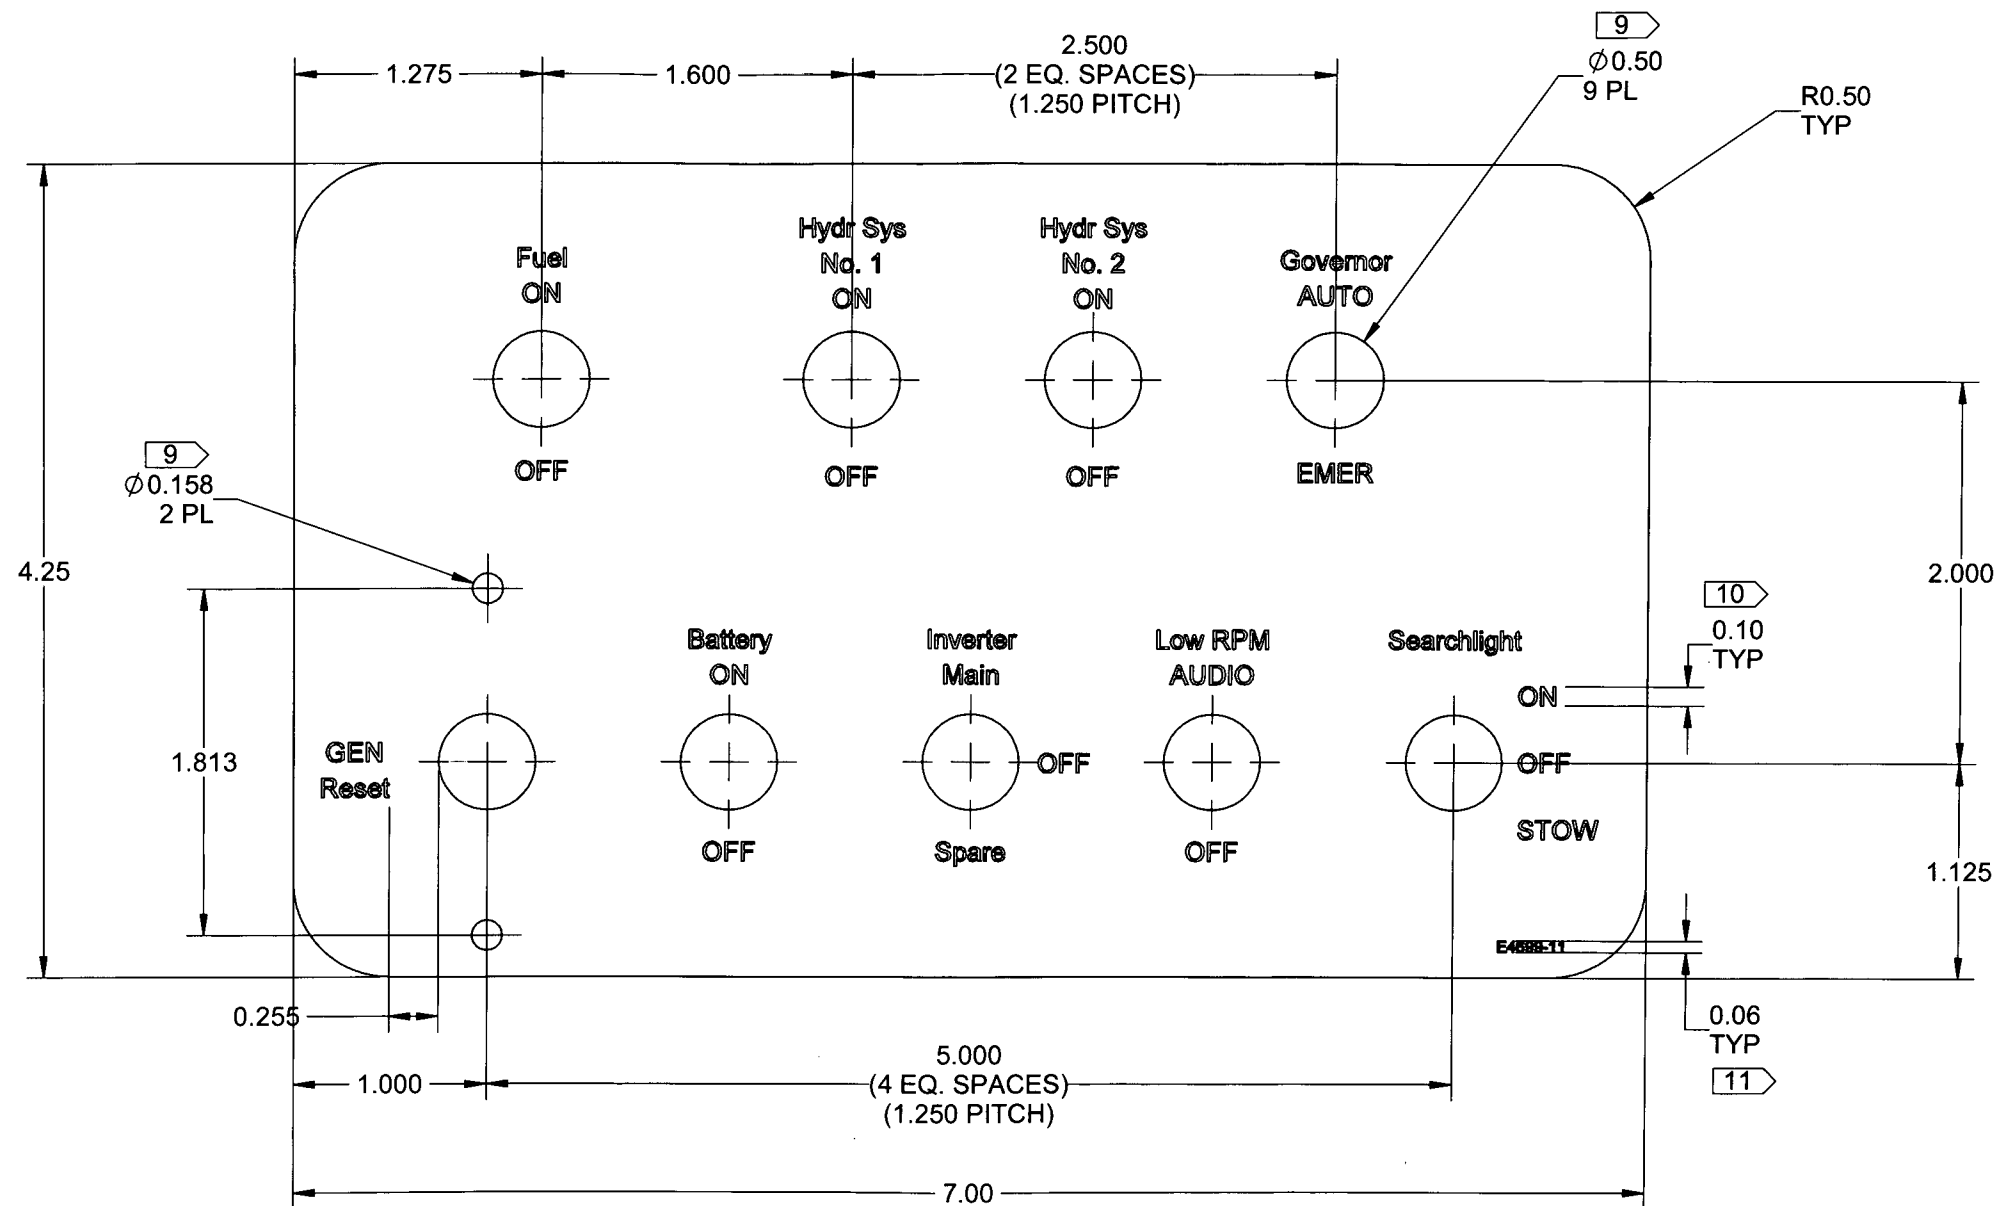 9
2.500
Ø0.50
1.275
1.600
(2 EQ. SPACES)
9 PL
(1.250 PITCH)
R0.50
TYP
Hydr Sys
No. 1
ON
Hydr Sys
No. 2
ON
Fuel
ON
Governor
AUTO
9
Ø0.158
2 PL
OFF
OFF
OFF
EMER
4.25
2.000
10
0.10
TYP
Battery
ON
Inverter
Main
Low RPM
AUDIO
Searchlight
ON
1.813
GEN
Reset
OFF
OFF
STOW
OFF
Spare
OFF
1.125
0.255
0.06
TYP
11
5.000
1.000
(4 EQ. SPACES)
(1.250 PITCH)
7.00